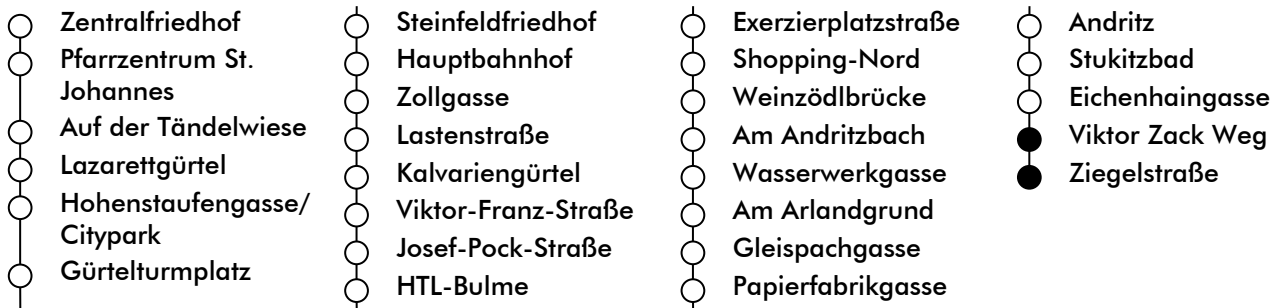 Zentralfriedhof
Pfarrzentrum St.
Johannes
Auf der Tändelwiese
Lazarettgürtel
Hohenstaufengasse/
Citypark
Gürtelturmplatz
Steinfeldfriedhof
Hauptbahnhof
Zollgasse
Lastenstraße
Kalvariengürtel
Viktor-Franz-Straße
Josef-Pock-Straße
HTL-Bulme
Exerzierplatzstraße
Shopping-Nord
Weinzödlbrücke
Am Andritzbach
Wasserwerkgasse
Am Arlandgrund
Gleispachgasse
Papierfabrikgasse
Andritz
Stukitzbad
Eichenhaingasse
Viktor Zack Weg
Ziegelstraße